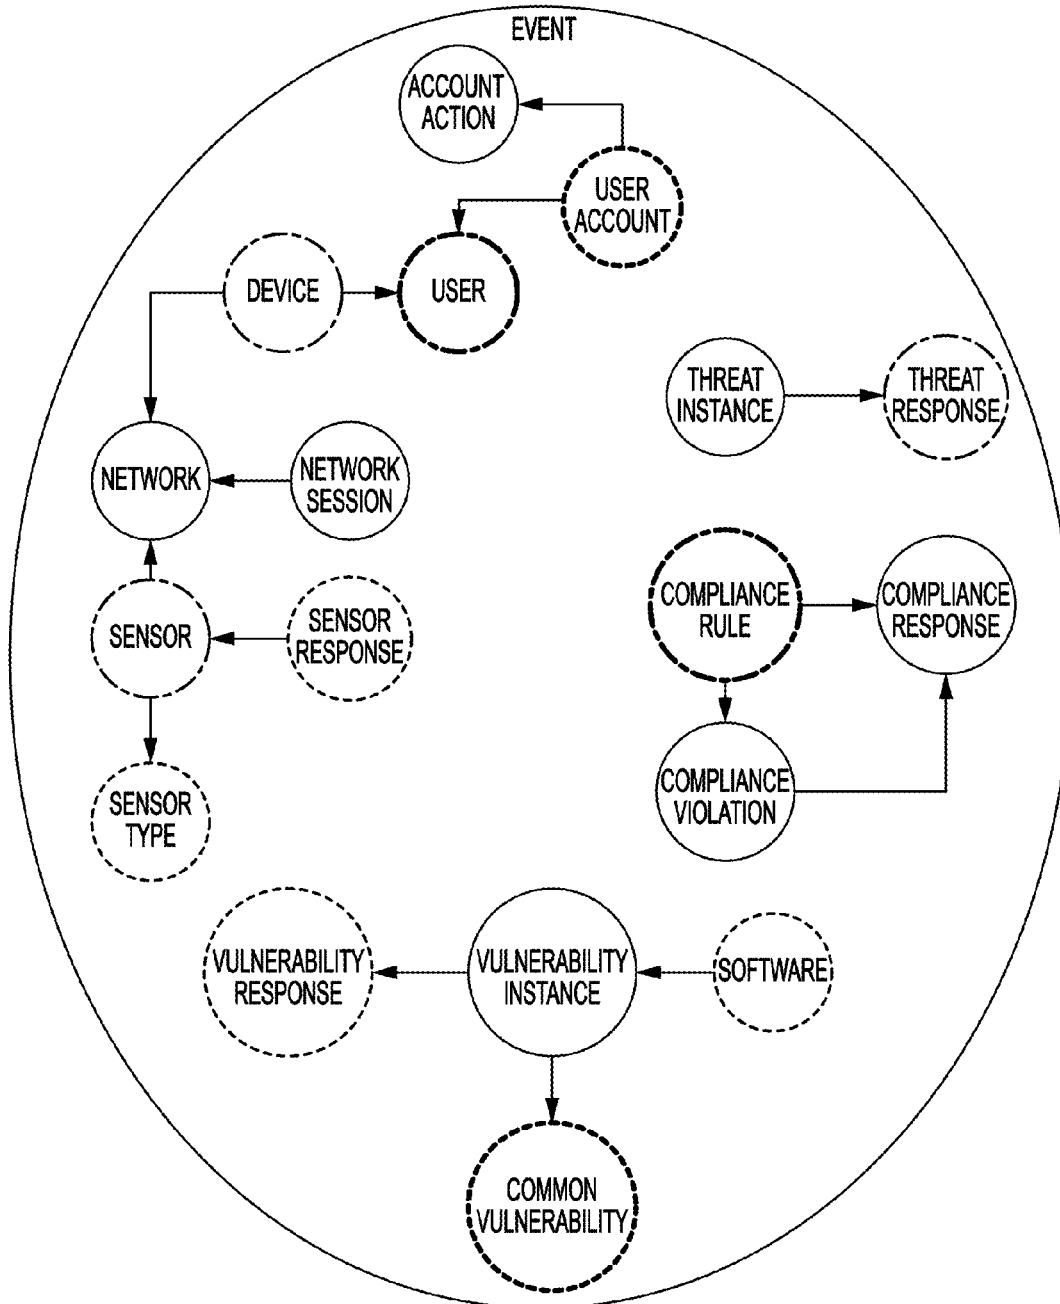 EVENT
ACCOUNT
ACTION
USER
ACCOUNT
DEVICE
USER
THREAT
INSTANCE
THREAT
RESPONSE
NETWORK
NETWORK
SESSION
COMPLIANCE
RULE
COMPLIANCE
RESPONSE
SENSOR
SENSOR
RESPONSE
COMPLIANCE
VIOLATION
SENSOR
TYPE
VULNERABILITY
RESPONSE
VULNERABILITY
INSTANCE
SOFTWARE
COMMON
VULNERABILITY